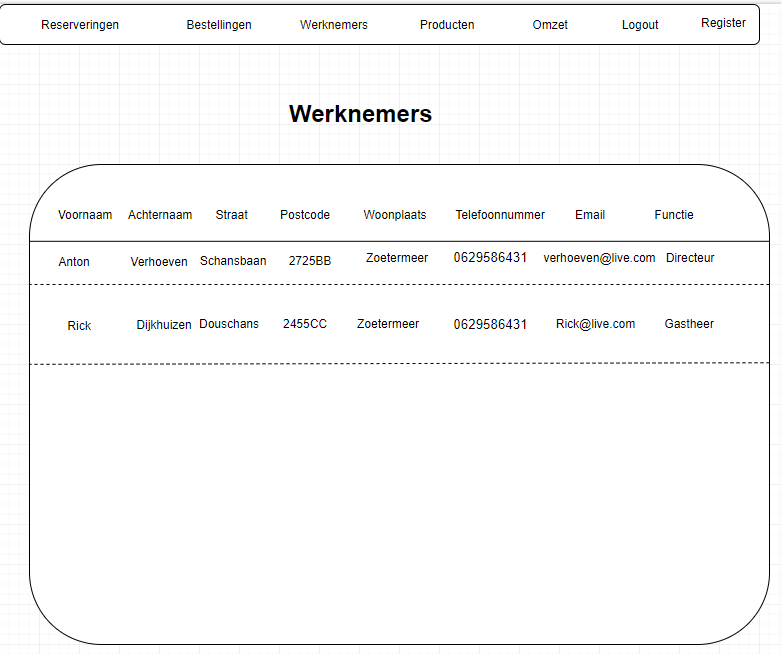 Reserveringen Bestellingen Werknemers Producten Omzet Logout Register
Werknemers
Voornaam Achternaam Straat Postcode Woonplaats Telefoonnummer Email Functie
Anton Verhoeven Schansbaan 2725BB Zoetermeer 0629586431 verhoeven@live.com Directeur
Rick Dijkhuizen Douschans 2455CC Zoetermeer 0629586431 Rick@live.com Gastheer